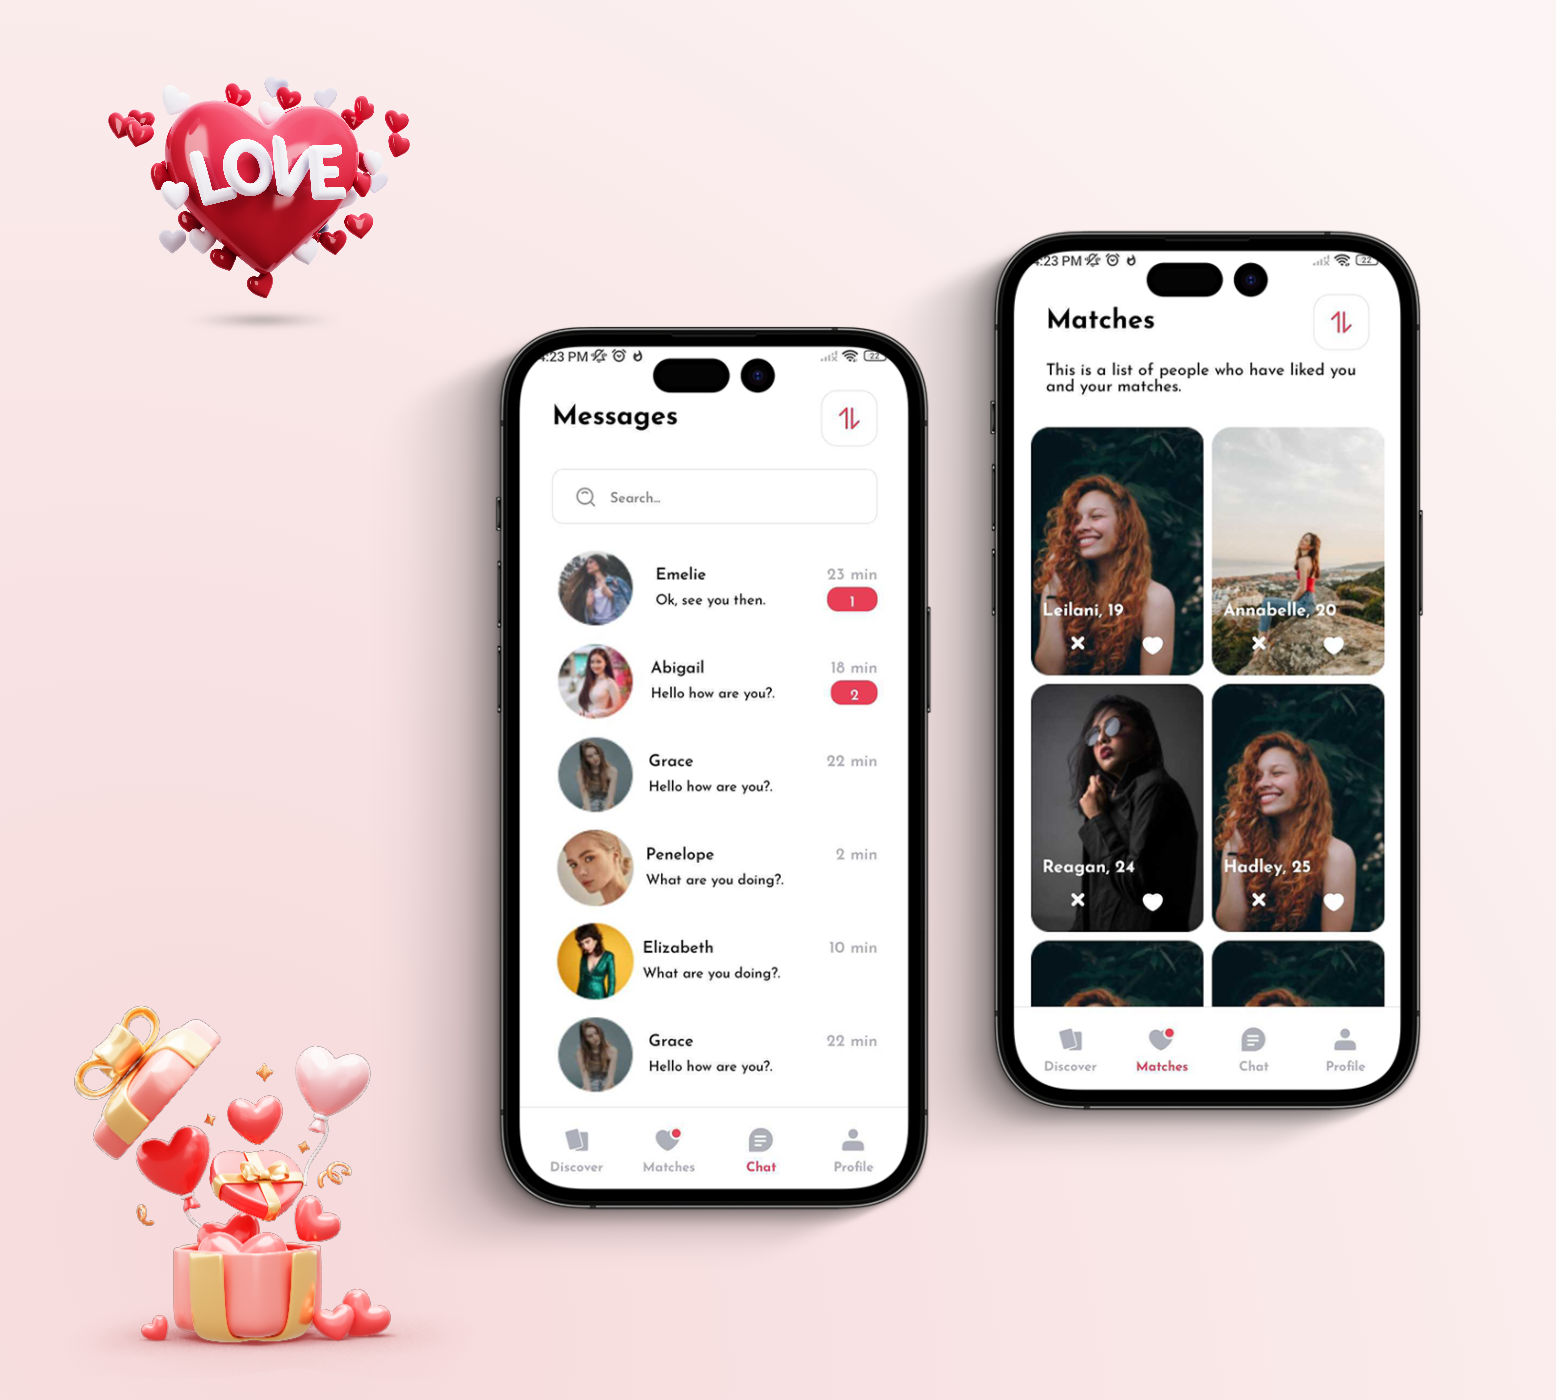 LOVE
4:23 PM
22
Messages
Search...
Emelie
23 min
Ok, see you then.
1
Abigail
18 min
Hello how are you?.
2
Grace
22 min
Hello how are you?.
Penelope
2 min
What are you doing?.
Elizabeth
10 min
What are you doing?.
Grace
22 min
Hello how are you?.
Discover
Matches
Chat
Profile
4:23 PM
22
Matches
This is a list of people who have liked you
and your matches.
Leilani, 19
Annabelle, 20
Reagan, 24
Hadley, 25
Discover
Matches
Chat
Profile